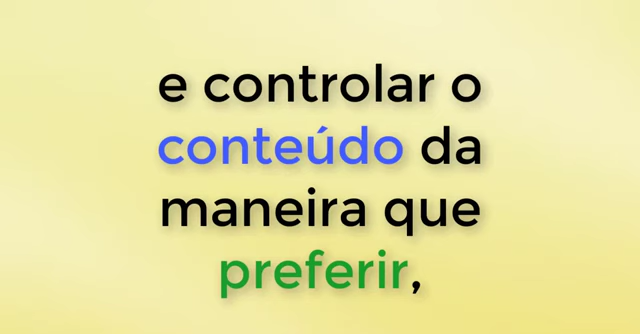 e controlar o
conteúdo da
maneira que
preferir,